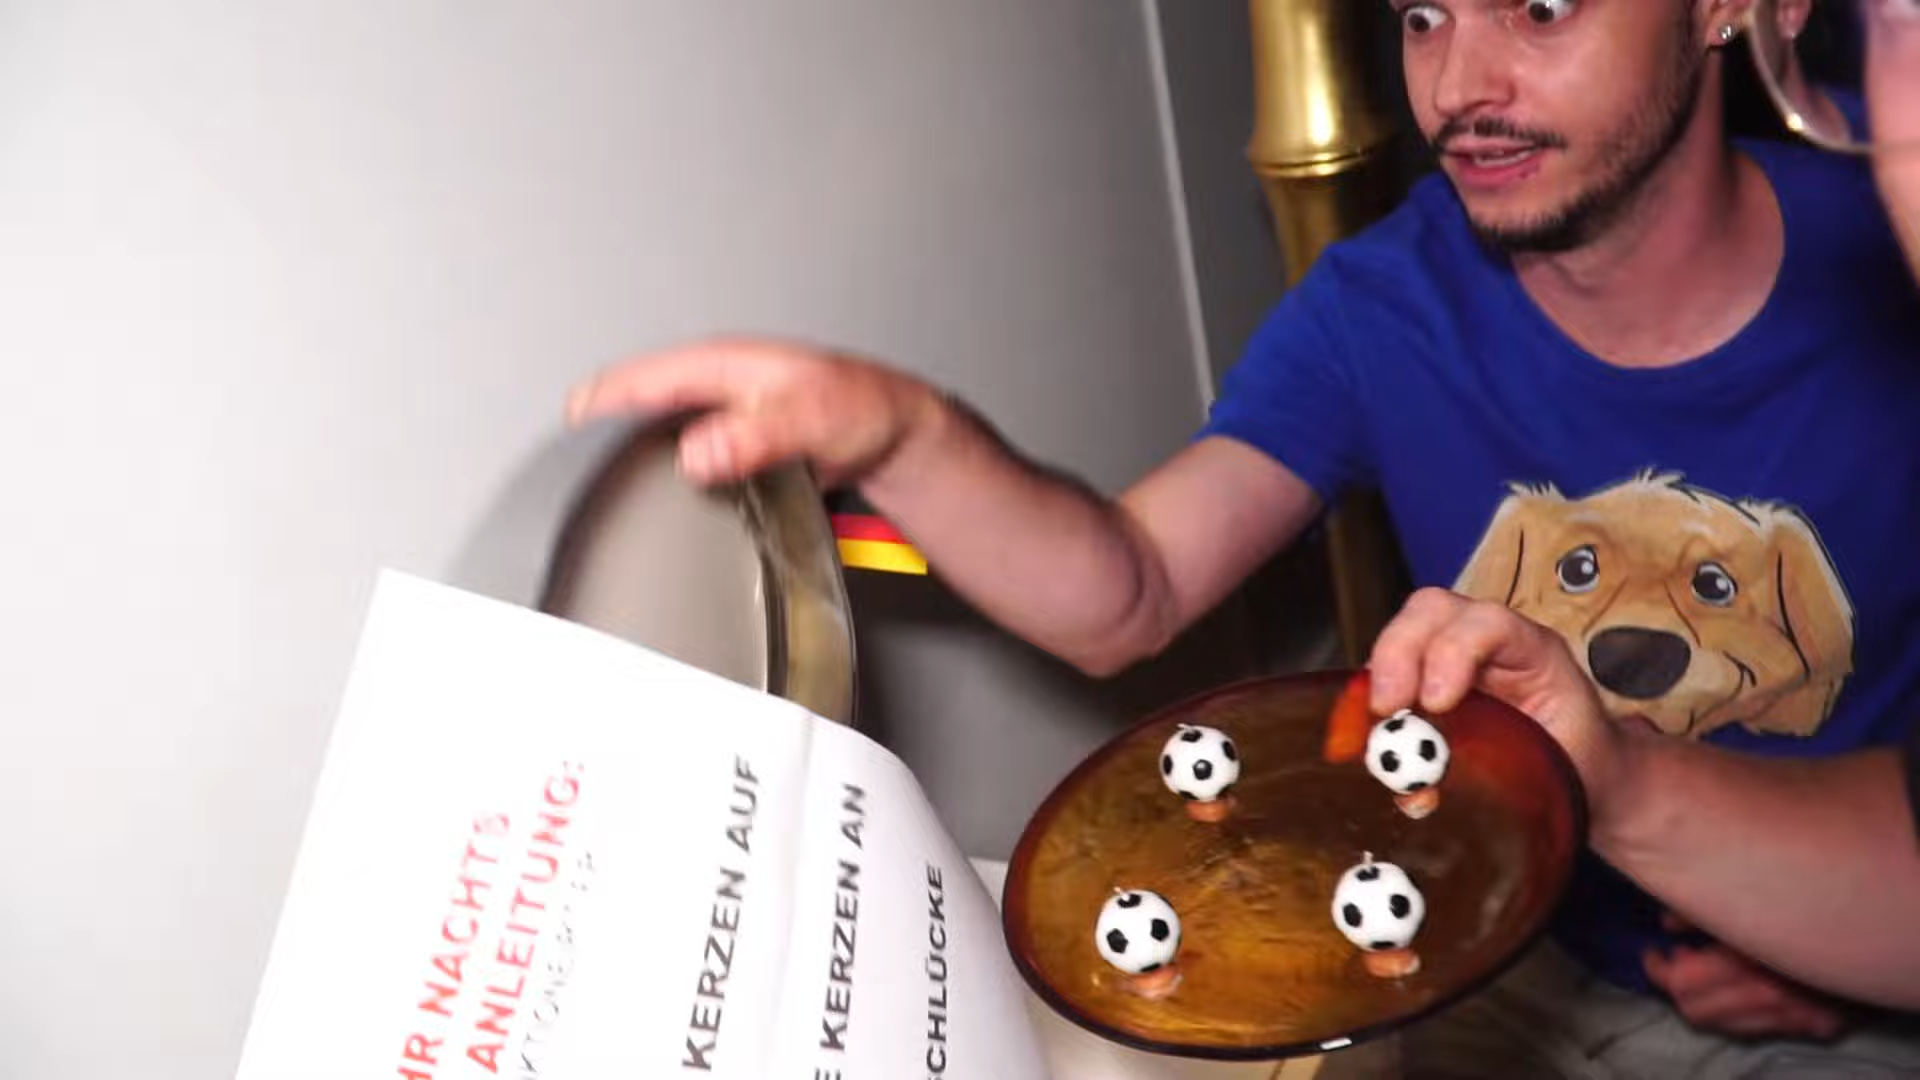 HR NACHTS
ANLEITUNG:
KERZEN AUF
E KERZEN AN
SCHLÜCKE